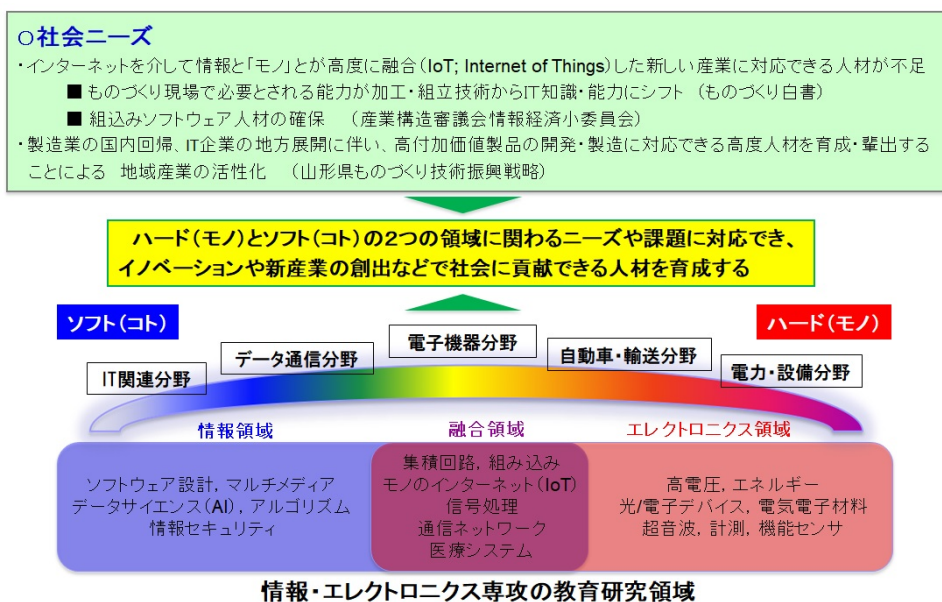 ○社会ニーズ
・インターネットを介して情報と「モノ」とが高度に融合(IoT; Internet of Things)した新しい産業に対応できる人材が不足
■ ものづくり現場で必要とされる能力が加工・組立技術からIT知識・能力にシフト (ものづくり白書)
■ 組込みソフトウェア人材の確保 (産業構造審議会情報経済小委員会)
・製造業の国内回帰、IT企業の地方展開に伴い、高付加価値製品の開発・製造に対応できる高度人材を育成・輩出する
ことによる 地域産業の活性化 (山形県ものづくり技術振興戦略)
ハード(モノ)とソフト(コト)の2つの領域に関わるニーズや課題に対応でき、
イノベーションや新産業の創出などで社会に貢献できる人材を育成する
ソフト(コト)
ハード(モノ)
IT関連分野
データ通信分野
電子機器分野
自動車・輸送分野
電力・設備分野
情報領域
融合領域
エレクトロニクス領域
ソフトウェア設計, マルチメディア
データサイエンス(AI), アルゴリズム
情報セキュリティ
集積回路, 組み込み
モノのインターネット(IoT)
信号処理
通信ネットワーク
医療システム
高電圧, エネルギー
光/電子デバイス, 電気電子材料
超音波, 計測, 機能センサ
情報・エレクトロニクス専攻の教育研究領域